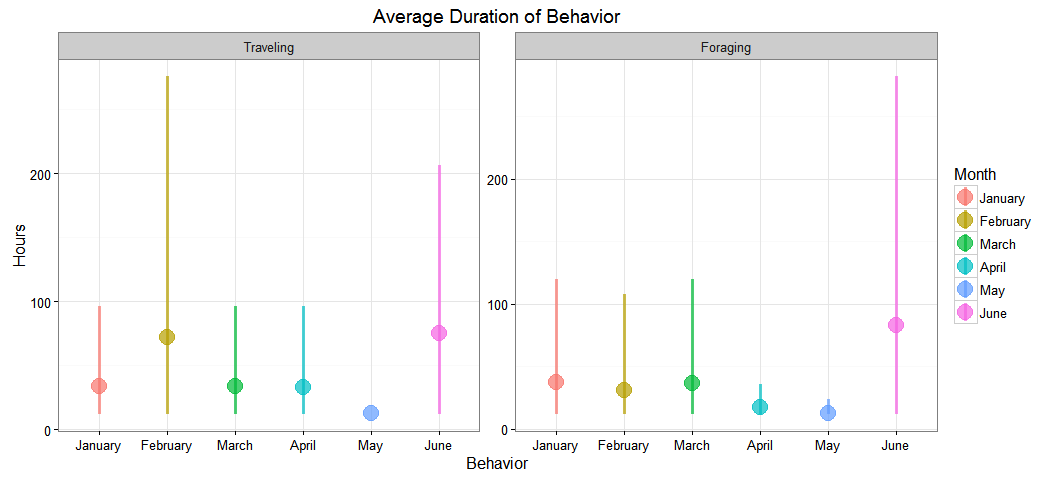 Average Duration of Behavior
Traveling
Foraging
Hours
200
100
0
January February March April May June
200
100
0
January February March April May June
Behavior
Month
January
February
March
April
May
June